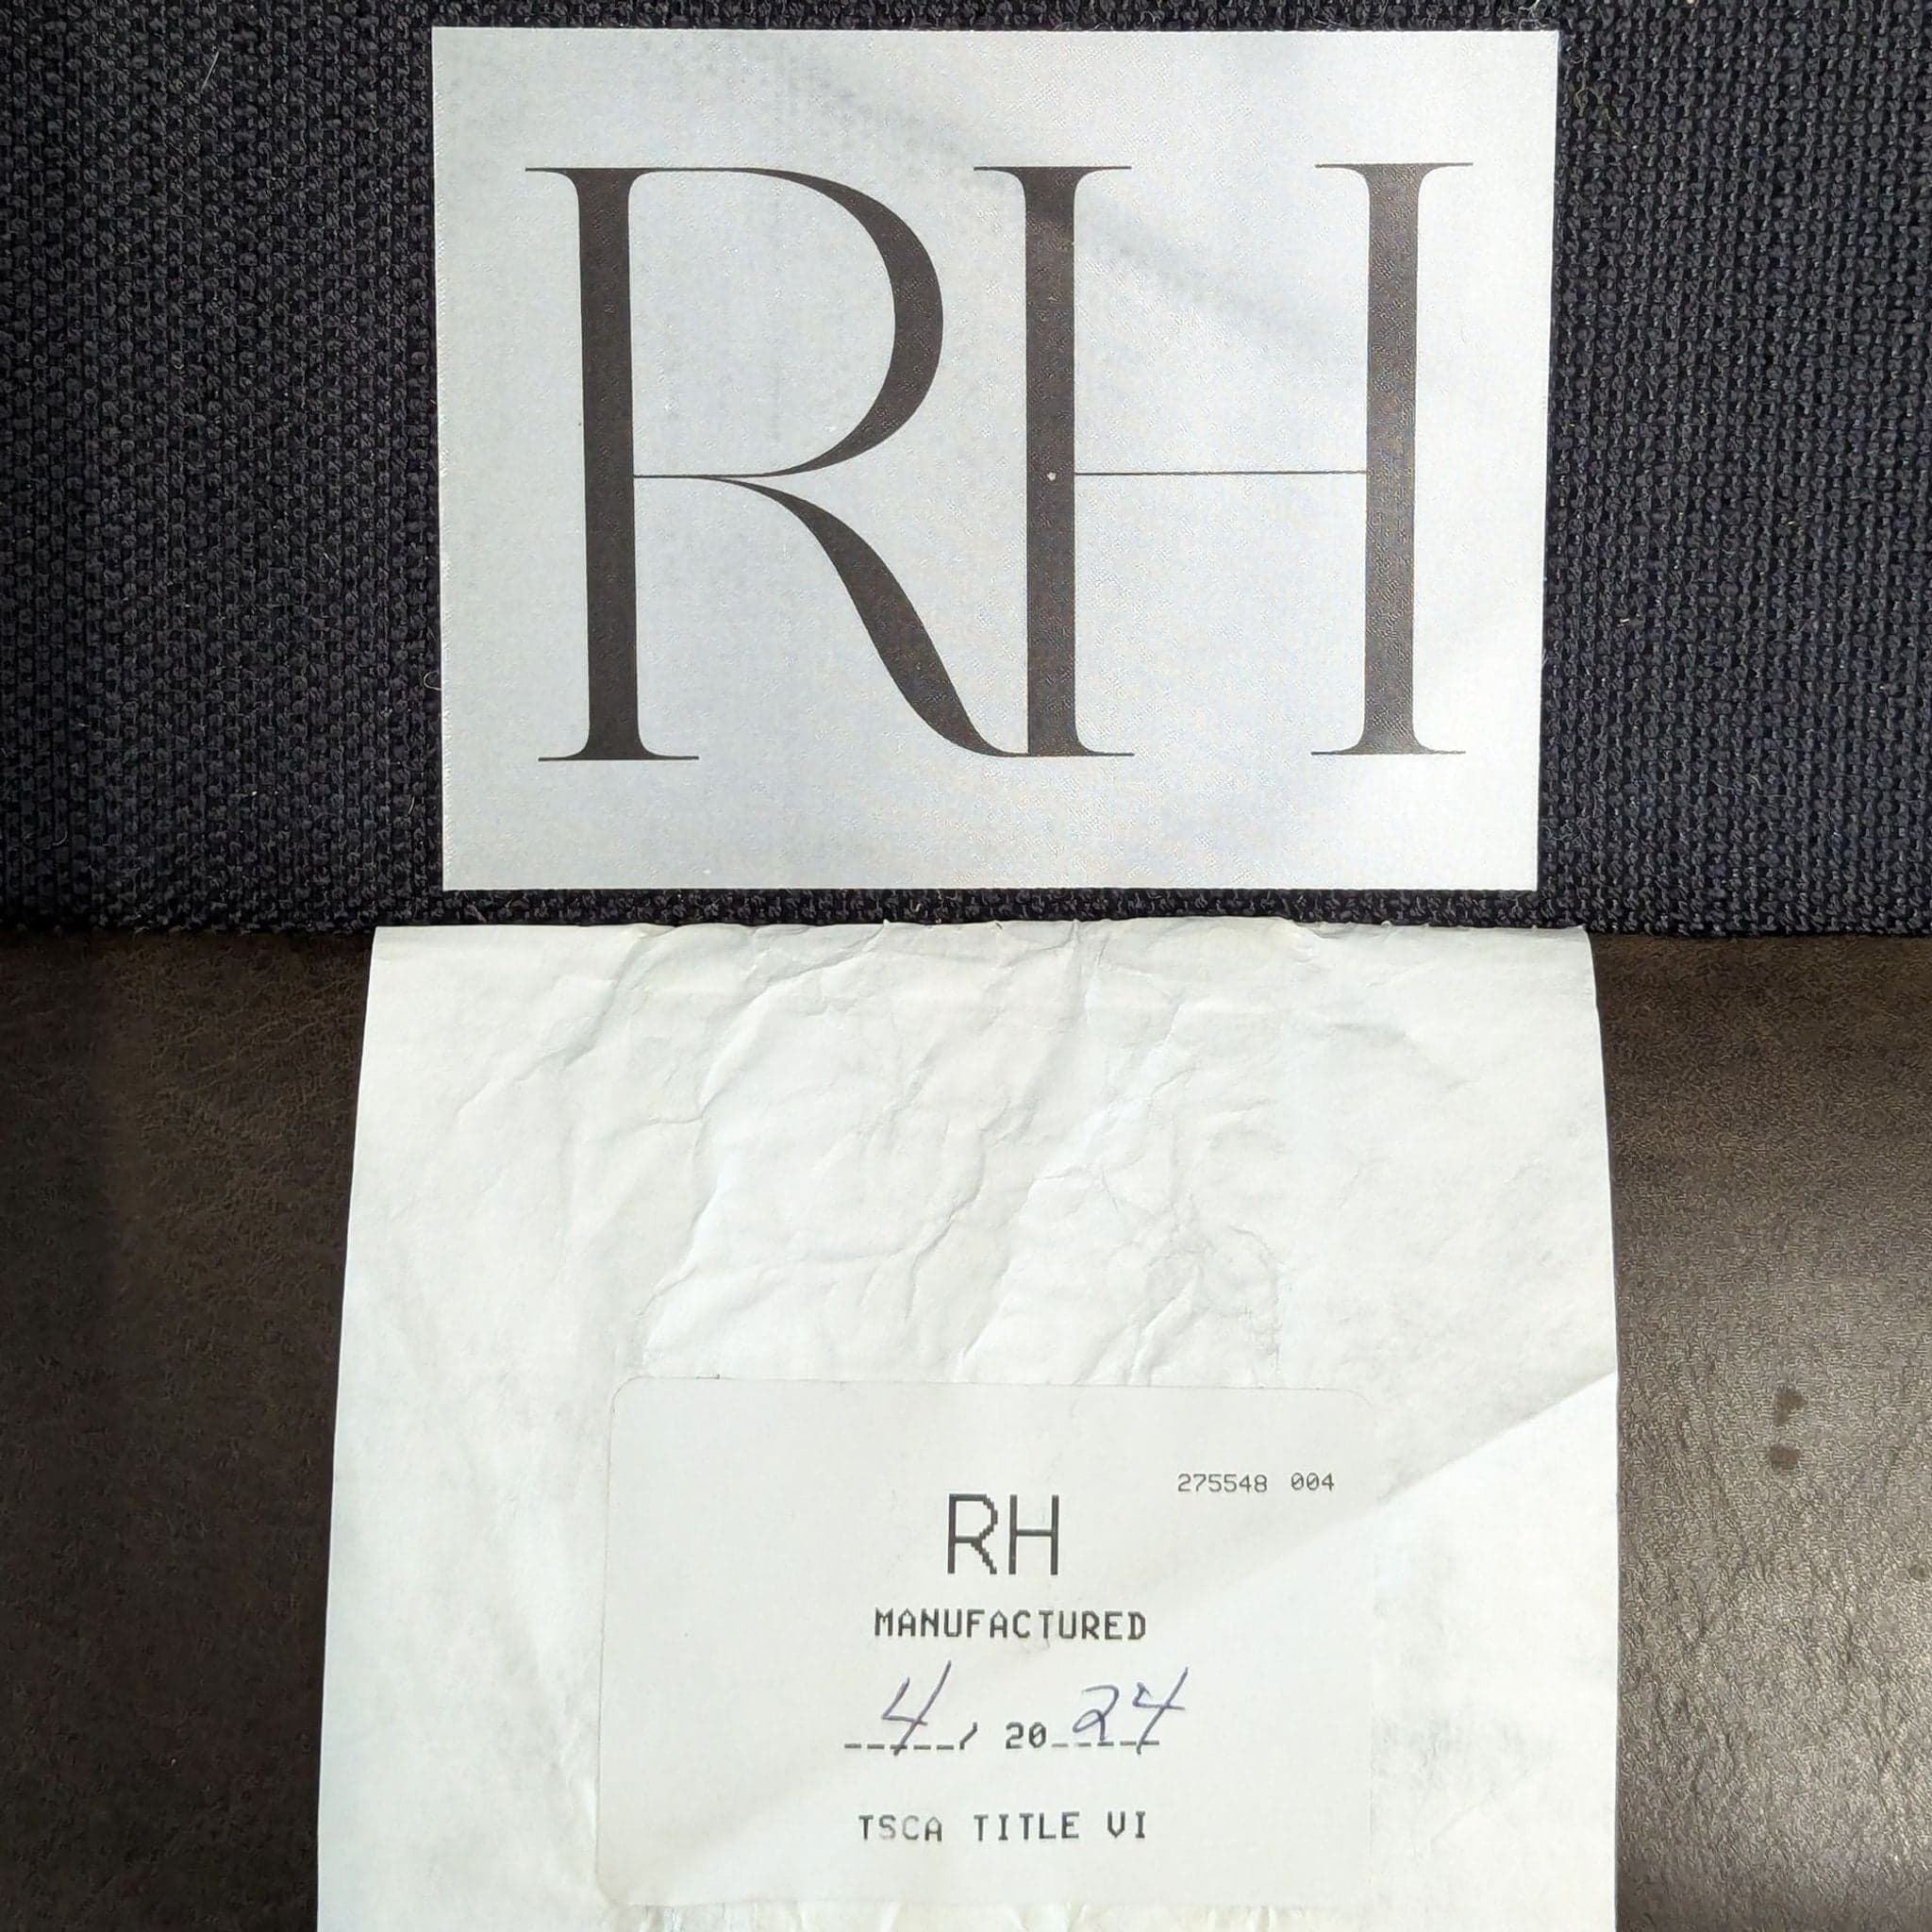 RH
275548 004
RH
MANUFACTURED
4 / 20 24
TSCA TITLE VI